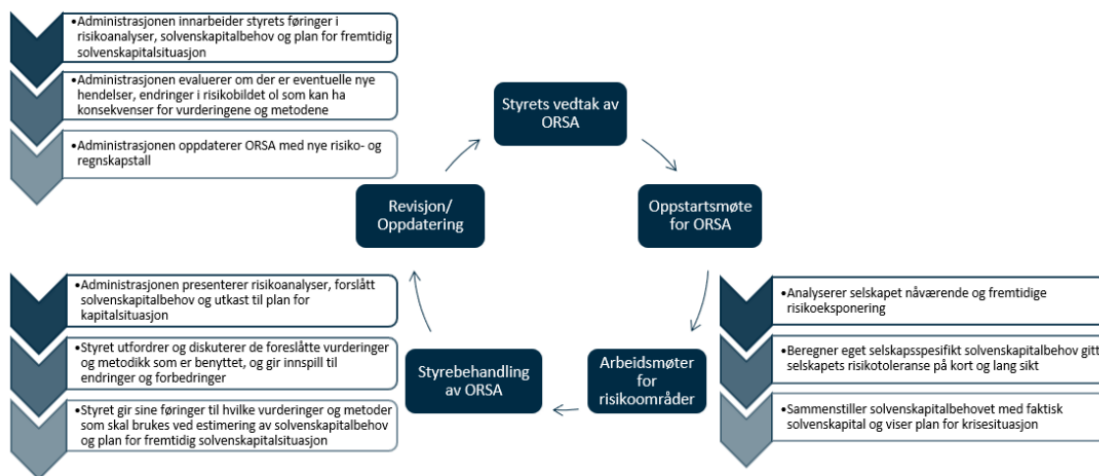 •Administrasjonen innarbeider styrets føringer i
risikoanalyser, solvenskapitalbehov og plan for fremtidig
solvenskapitalsituasjon
•Administrasjonen evaluerer om der er eventuelle nye
hendelser, endringer i risikobildet ol som kan ha
konsekvenser for vurderingene og metodene
•Administrasjonen oppdaterer ORSA med nye risiko- og
regnskapstall
Styrets vedtak av
ORSA
Oppstartsmøte
for ORSA
Arbeidsmøter
for
risikoområder
Styrebehandling
av ORSA
Revisjon/
Oppdatering
•Analyserer selskapet nåværende og fremtidige
risikoeksponering
•Beregner eget selskapsspesifikt solvenskapitalbehov gitt
selskapets risikotoleranse på kort og lang sikt
•Sammenstiller solvenskapitalbehovet med faktisk
solvenskapital og viser plan for krisesituasjon
•Administrasjonen presenterer risikoanalyser, forslått
solvenskapitalbehov og utkast til plan for
kapitalsituasjon
•Styret utfordrer og diskuterer de foreslåtte vurderinger
og metodikk som er benyttet, og gir innspill til
endringer og forbedringer
•Styret gir sine føringer til hvilke vurderinger og metoder
som skal brukes ved estimering av solvenskapitalbehov
og plan for fremtidig solvenskapitalsituasjon